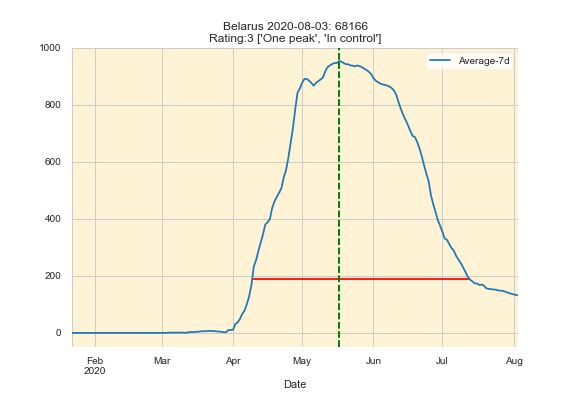 Belarus 2020-08-03: 68166
Rating:3 ['One peak', 'In control']
Average-7d
1000
800
600
400
200
0
Feb Mar Apr May Jun Jul Aug
2020
Date